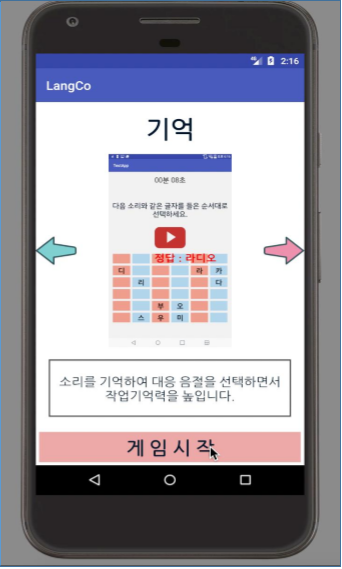 2:16
LangCo
기억
00분 08초
다음 소리와 같은 글자를 들은 순서대로
선택하세요.
정답 : 라디오
디 라 카
리 다
부 오
스 우 미
소리를 기억하여 대응 음절을 선택하면서
작업기억력을 높입니다.
게 임 시 작